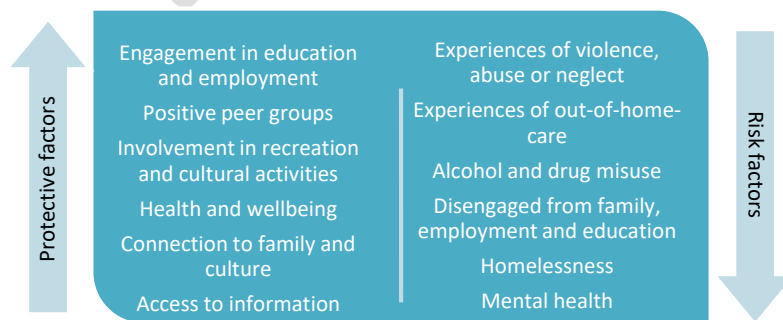 Protective factors
Engagement in education
and employment
Positive peer groups
Involvement in recreation
and cultural activities
Health and wellbeing
Connection to family and
culture
Access to information
Experiences of violence,
abuse or neglect
Experiences of out-of-home-
care
Alcohol and drug misuse
Disengaged from family,
employment and education
Homelessness
Mental health
Risk factors